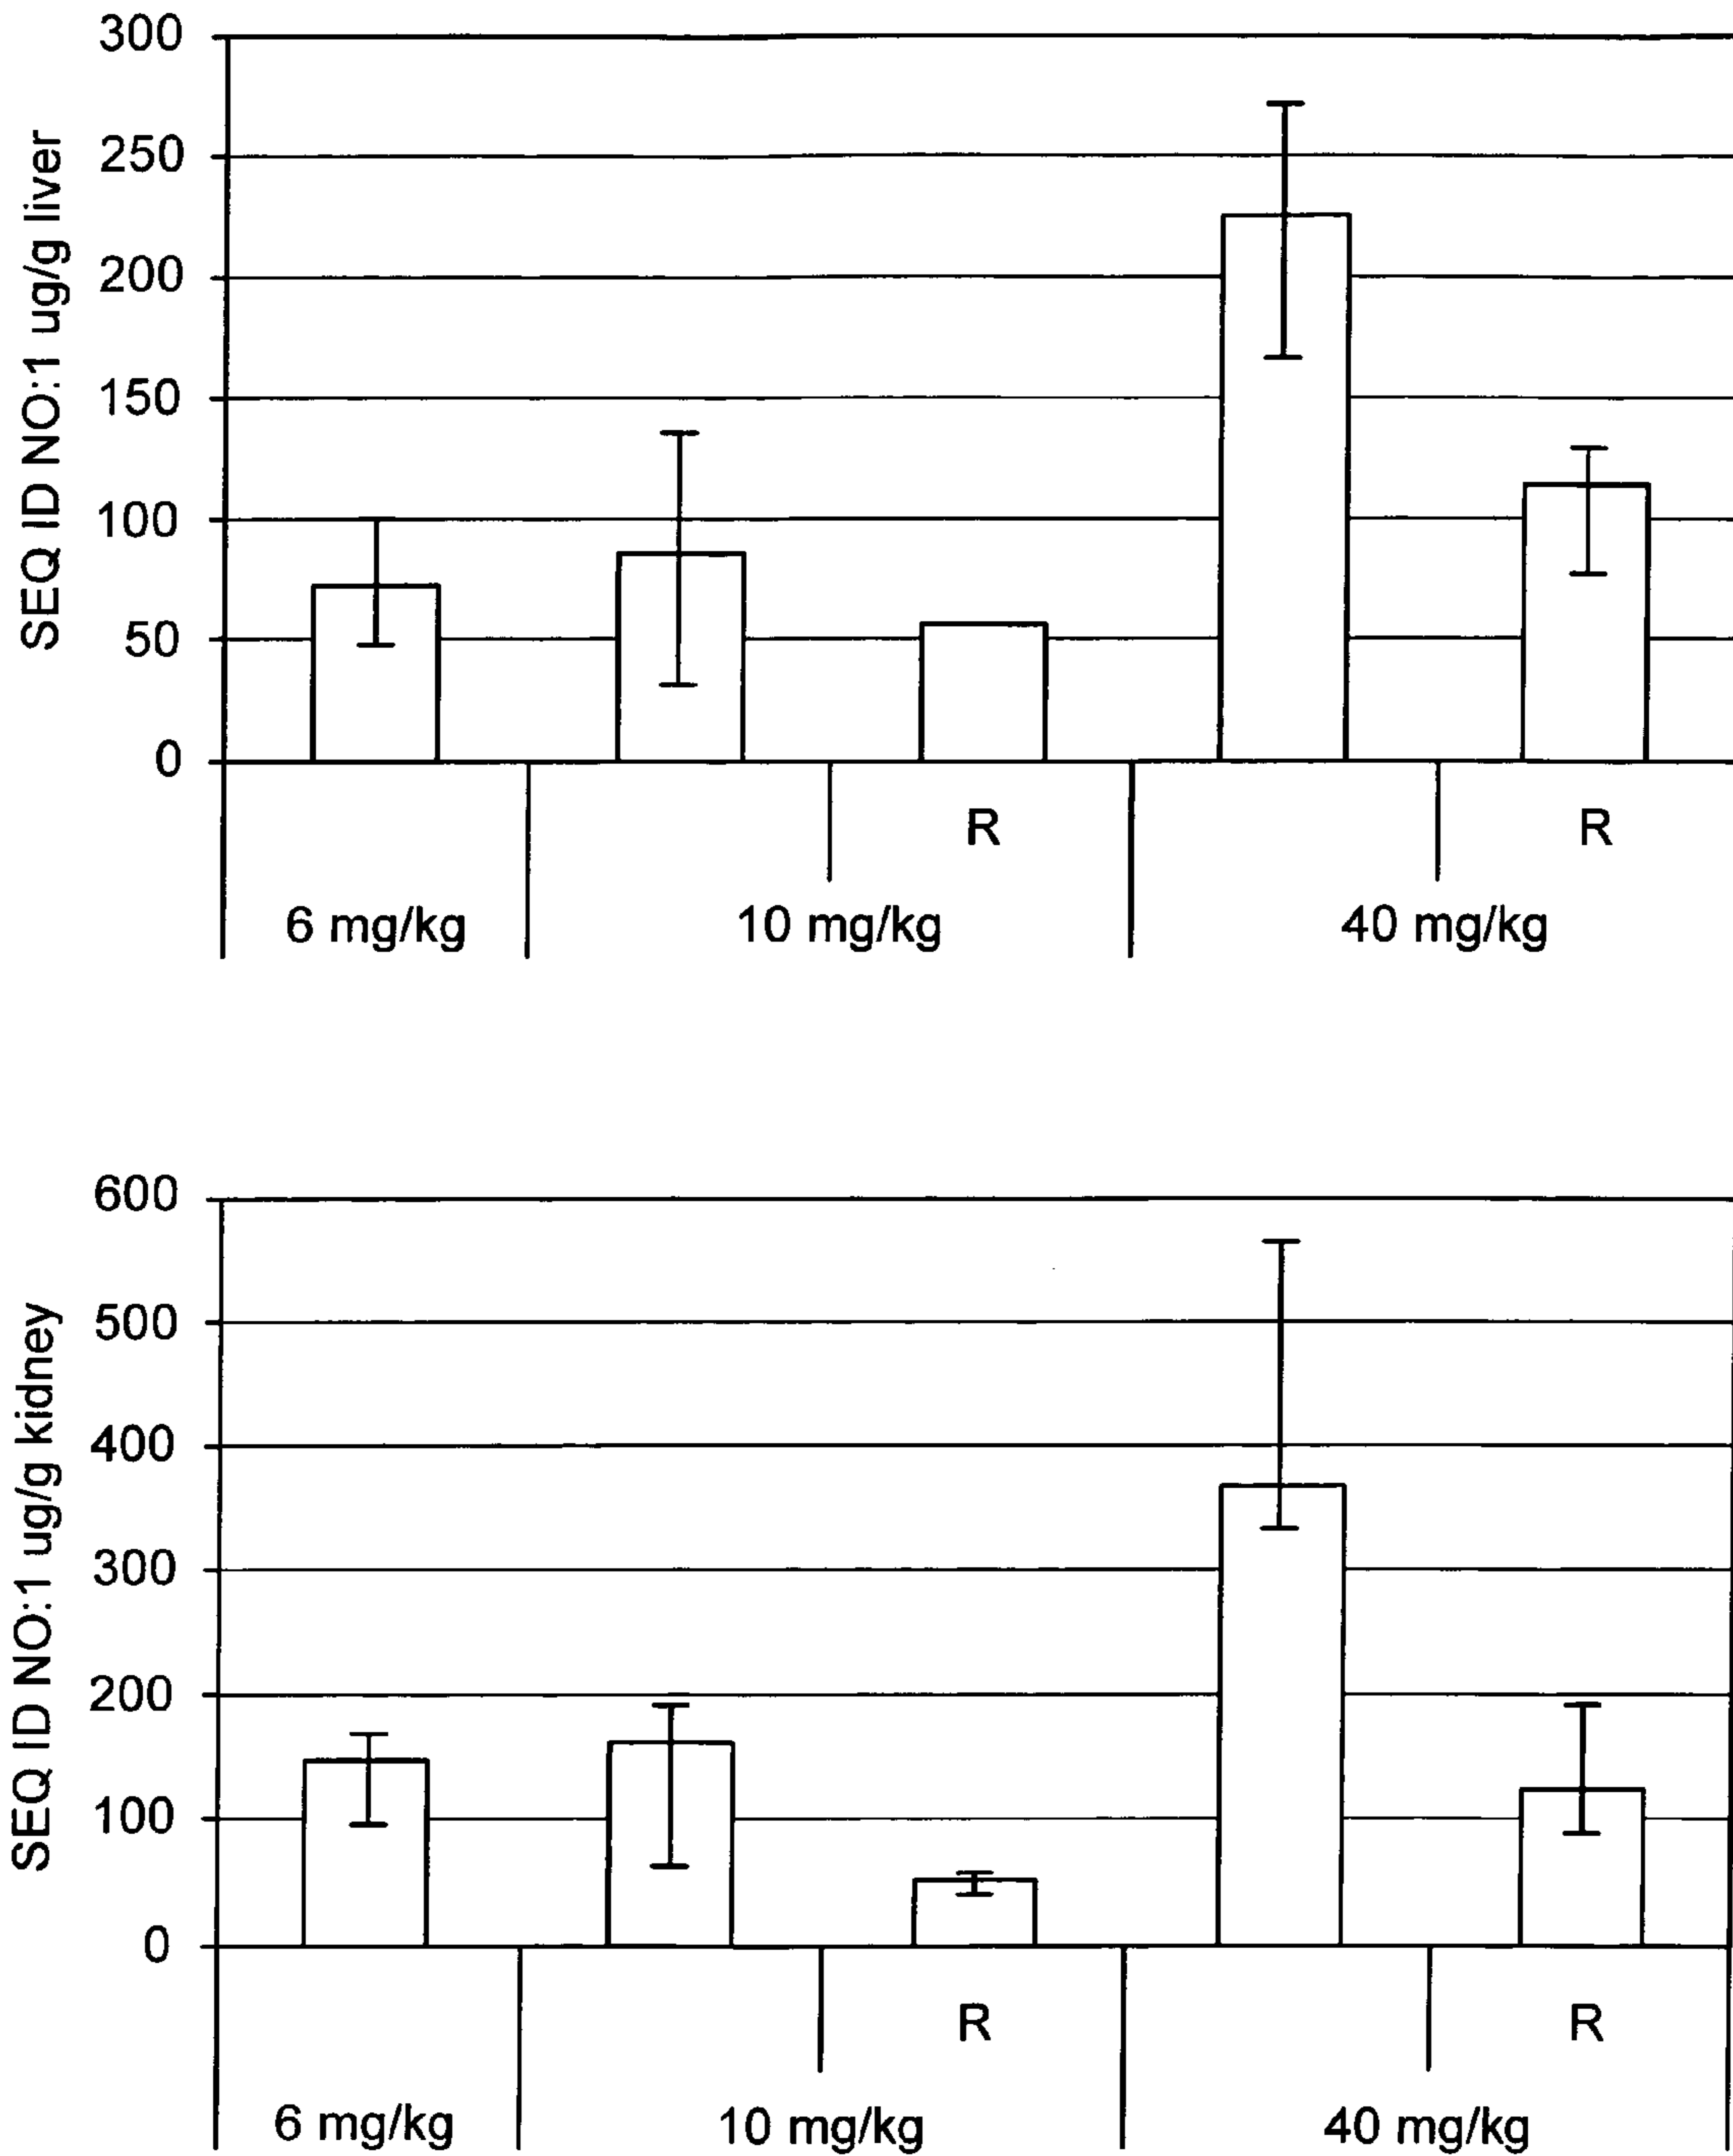 SEQ ID NO:1 ug/g liver
300
250
200
150
100
50
0
R R
6 mg/kg 10 mg/kg 40 mg/kg
SEQ ID NO:1 ug/g kidney
600
500
400
300
200
100
0
R R
6 mg/kg 10 mg/kg 40 mg/kg